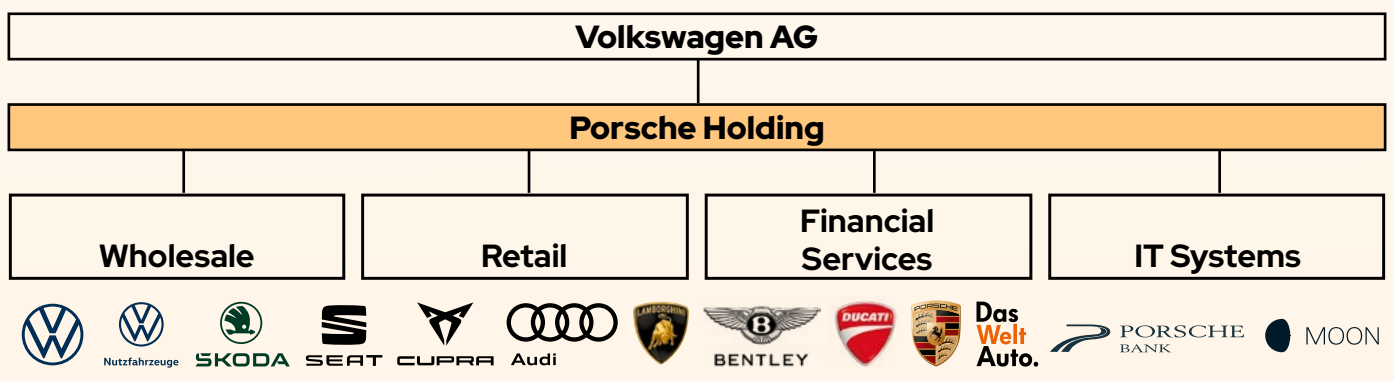 Volkswagen AG
Porsche Holding
Wholesale
Retail
Financial
Services
IT Systems
Nutzfahrzeuge
ŠKODA
SEAT
CUPRA
Audi
LAMBORGHINI
B
BENTLEY
DUCATI
PORSCHE
Das
Welt
Auto.
PORSCHE
BANK
MOON